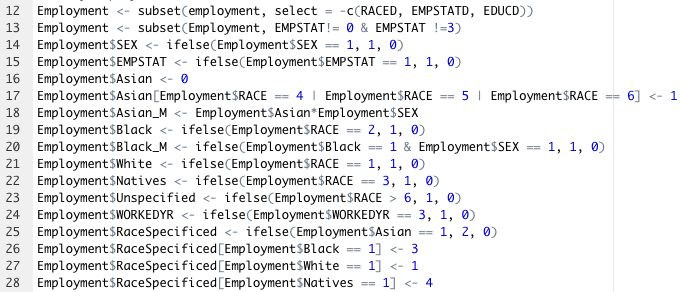 12 Employment <- subset(employment, select = -c(RACED, EMPSTATD, EDUCD))
13 Employment <- subset(Employment, EMPSTAT!= 0 & EMPSTAT !=3)
14 Employment$SEX <- ifelse(Employment$SEX == 1, 1, 0)
15 Employment$EMPSTAT <- ifelse(Employment$EMPSTAT == 1, 1, 0)
16 Employment$Asian <- 0
17 Employment$Asian[Employment$RACE == 4 | Employment$RACE == 5 | Employment$RACE == 6] <- 1
18 Employment$Asian_M <- Employment$Asian*Employment$SEX
19 Employment$Black <- ifelse(Employment$RACE == 2, 1, 0)
20 Employment$Black_M <- ifelse(Employment$Black == 1 & Employment$SEX == 1, 1, 0)
21 Employment$White <- ifelse(Employment$RACE == 1, 1, 0)
22 Employment$Natives <- ifelse(Employment$RACE == 3, 1, 0)
23 Employment$Unspecified <- ifelse(Employment$RACE > 6, 1, 0)
24 Employment$WORKEDYR <- ifelse(Employment$WORKEDYR == 3, 1, 0)
25 Employment$RaceSpecificed <- ifelse(Employment$Asian == 1, 2, 0)
26 Employment$RaceSpecificed[Employment$Black == 1] <- 3
27 Employment$RaceSpecificed[Employment$White == 1] <- 1
28 Employment$RaceSpecificed[Employment$Natives == 1] <- 4